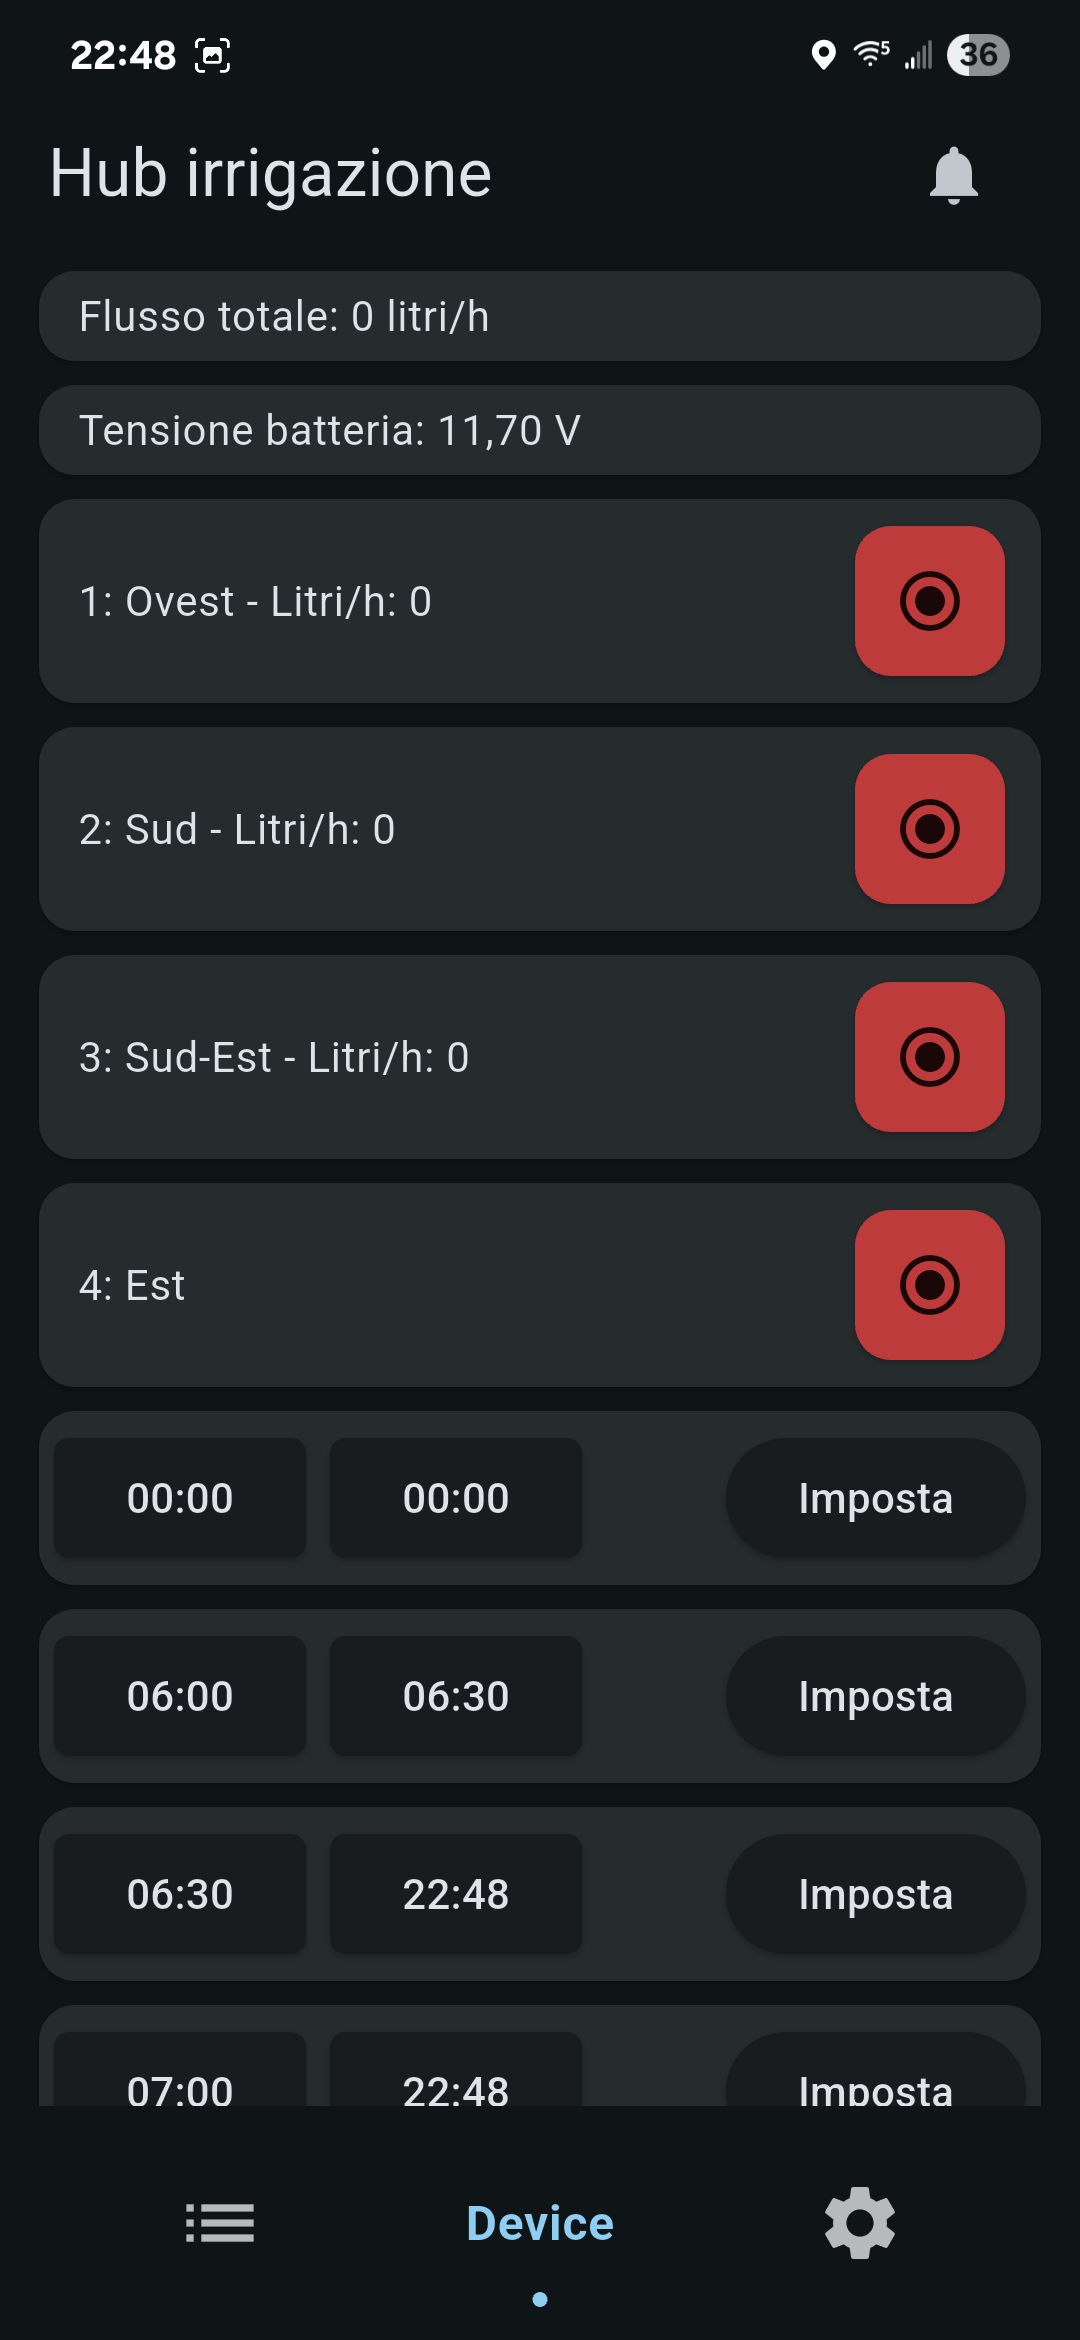 22:48
5
36
Hub irrigazione
Flusso totale: 0 litri/h
Tensione batteria: 11,70 V
1: Ovest - Litri/h: 0
2: Sud - Litri/h: 0
3: Sud-Est - Litri/h: 0
4: Est
00:00 00:00 Imposta
06:00 06:30 Imposta
06:30 22:48 Imposta
07:00 22:48 Imposta
Device